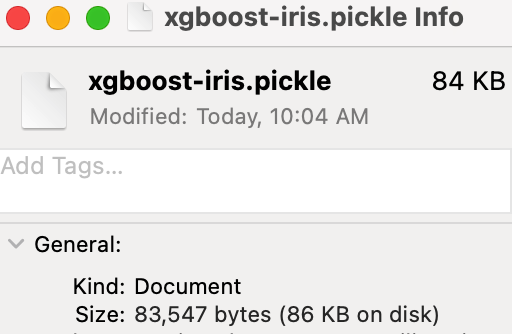 xgboost-iris.pickle Info
xgboost-iris.pickle 84 KB
Modified: Today, 10:04 AM
Add Tags...
General:
Kind: Document
Size: 83,547 bytes (86 KB on disk)